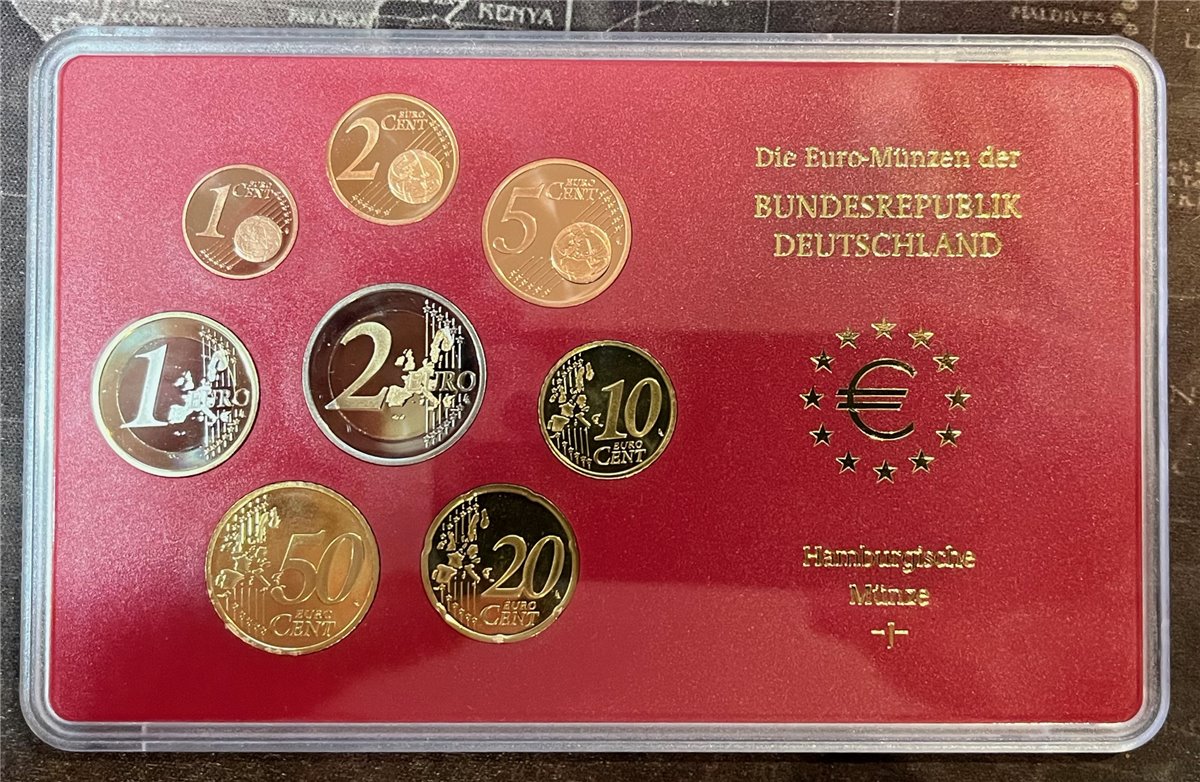 KENYA
MALDIVES
2
EURO
CENT
1
EURO
CENT
5
EURO
CENT
Die Euro-Münzen der
BUNDESREPUBLIK
DEUTSCHLAND
1
EURO
2
EURO
10
EURO
CENT
€
50
EURO
CENT
20
EURO
CENT
Hamburgische
Münze
-J-